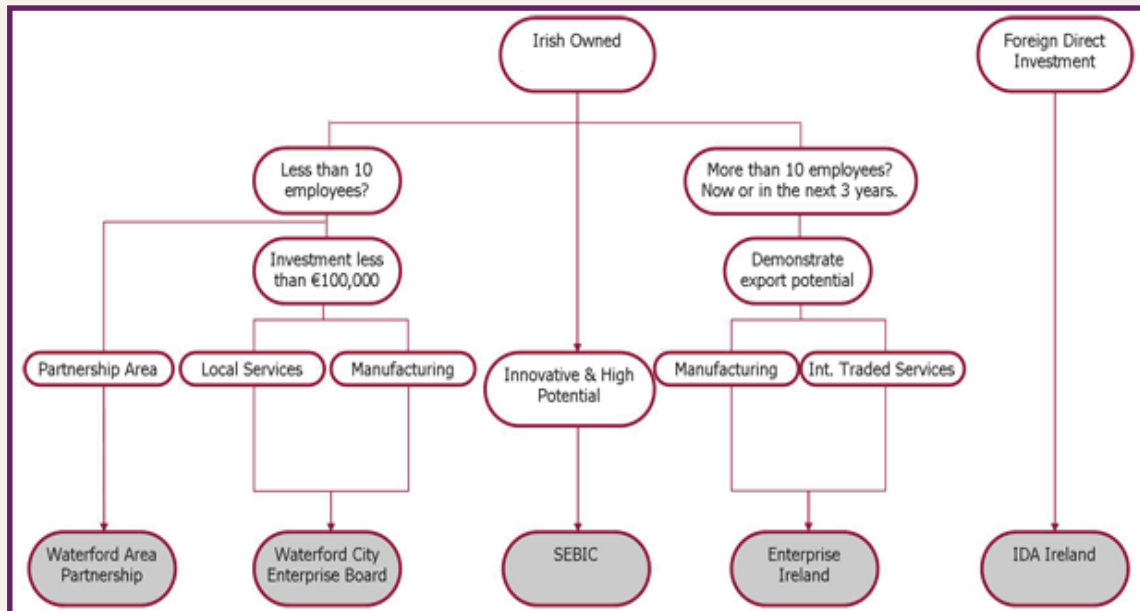 Irish Owned
Foreign Direct
Investment
Less than 10
employees?
More than 10 employees?
Now or in the next 3 years.
Investment less
than €100,000
Demonstrate
export potential
Partnership Area
Local Services
Manufacturing
Innovative & High
Potential
Manufacturing
Int. Traded Services
Waterford Area
Partnership
Waterford City
Enterprise Board
SEBIC
Enterprise
Ireland
IDA Ireland